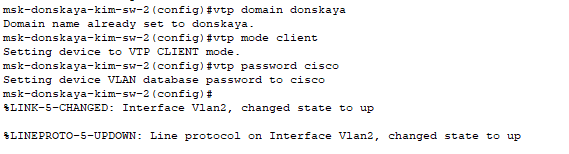 msk-donskaya-kim-sw-2(config)#vtp domain donskaya
Domain name already set to donskaya.
msk-donskaya-kim-sw-2(config)#vtp mode client
Setting device to VTP CLIENT mode.
msk-donskaya-kim-sw-2(config)#vtp password cisco
Setting device VLAN database password to cisco
msk-donskaya-kim-sw-2(config)#
%LINK-5-CHANGED: Interface Vlan2, changed state to up
%LINEPROTO-5-UPDOWN: Line protocol on Interface Vlan2, changed state to up